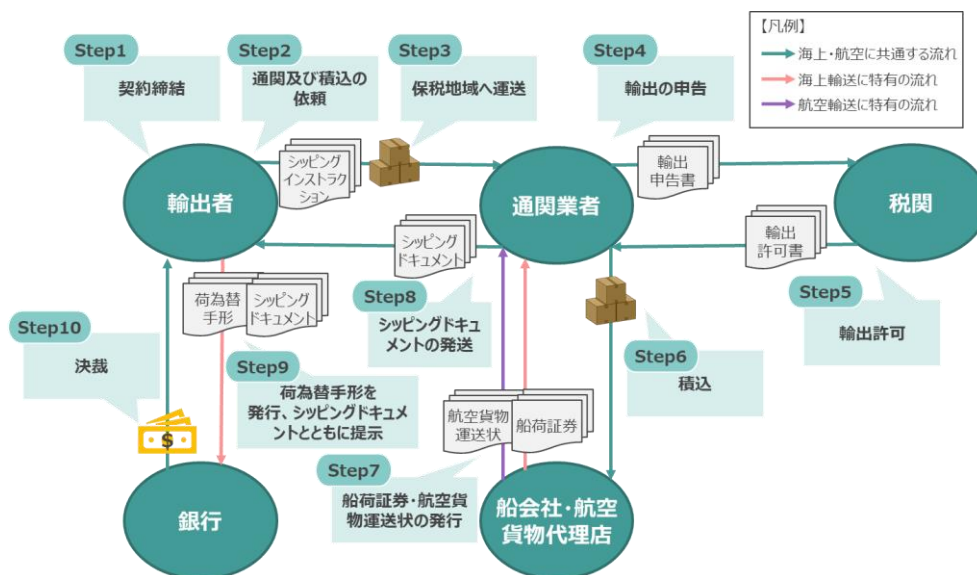 Step1
契約締結
Step2
通関及び積込の
依頼
Step3
保税地域へ運送
Step4
輸出の申告
【凡例】
海上・航空に共通する流れ
海上輸送に特有の流れ
航空輸送に特有の流れ
輸出者
シッピング
インストラク
ション
通関業者
輸出
申告書
税関
シッピング
ドキュメント
輸出
許可書
荷為替
手形
シッピング
ドキュメント
Step8
シッピングドキュ
メントの発送
Step5
輸出許可
Step10
決裁
Step6
積込
Step9
荷為替手形を
発行、シッピングドキュメ
ントとともに提示
$
航空貨物
運送状
船荷証券
Step7
船荷証券・航空貨
物運送状の発行
銀行
船会社・航空
貨物代理店